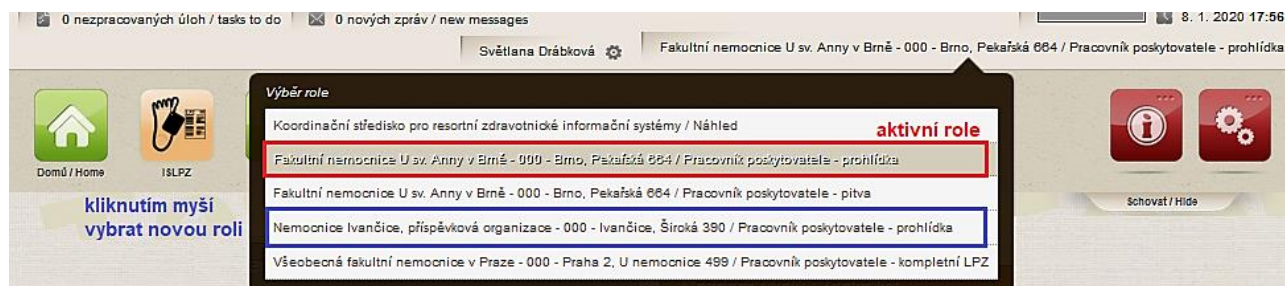 0 nezpracovaných úloh / tasks to do
0 nových zpráv / new messages
8. 1. 2020 17:56
Světlana Drábková
Fakultní nemocnice U sv. Anny v Brně - 000 - Brno, Pekařská 664 / Pracovník poskytovatele - prohlídka
Výběr role
Koordinační středisko pro resortní zdravotnické informační systémy / Náhled
aktivní role
Fakultní nemocnice U sv. Anny v Brně - 000 - Brno, Pekařská 664 / Pracovník poskytovatele - prohlídka
Fakultní nemocnice U sv. Anny v Brně - 000 - Brno, Pekařská 664 / Pracovník poskytovatele - pitva
Nemocnice Ivančice, příspěvková organizace - 000 - Ivančice, Široká 390 / Pracovník poskytovatele - prohlídka
Všeobecná fakultní nemocnice v Praze - 000 - Praha 2, U nemocnice 499 / Pracovník poskytovatele - kompletní LPZ
Domů / Home
ISLPZ
kliknutím myší
vybrat novou roli
Schovat / Hide